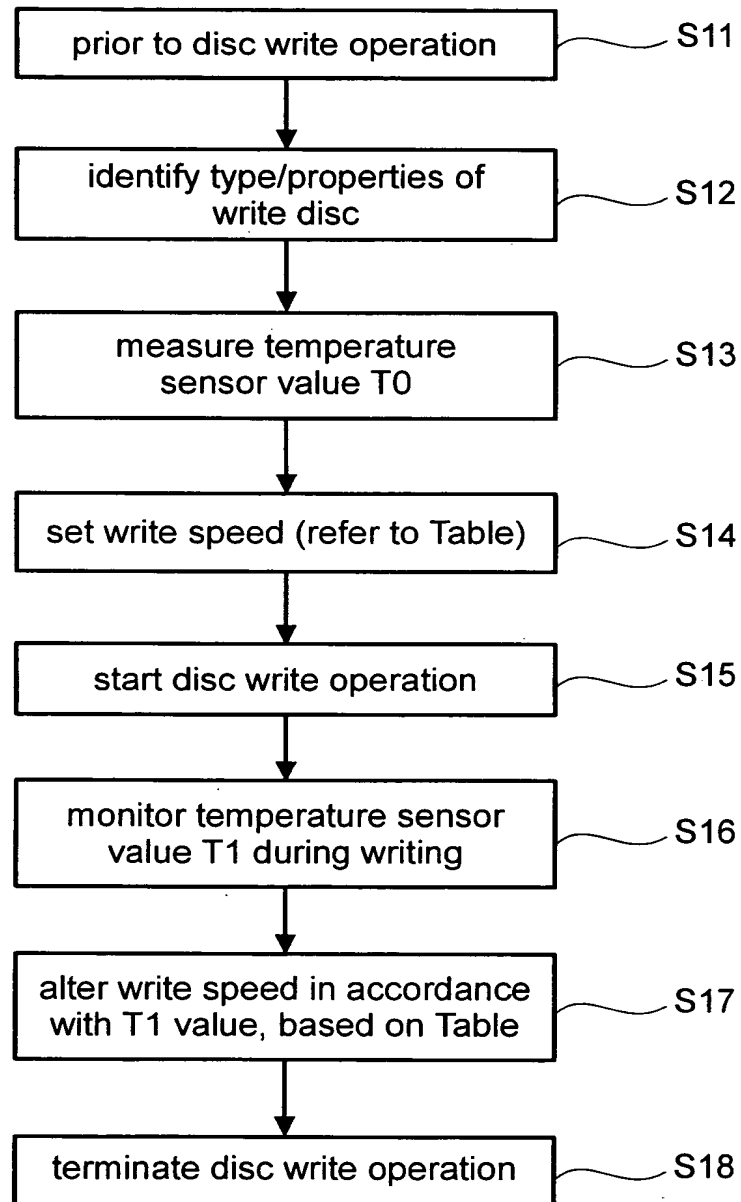 prior to disc write operation
S11
identify type/properties of
write disc
S12
measure temperature
sensor value T0
S13
set write speed (refer to Table)
S14
start disc write operation
S15
monitor temperature sensor
value T1 during writing
S16
alter write speed in accordance
with T1 value, based on Table
S17
terminate disc write operation
S18